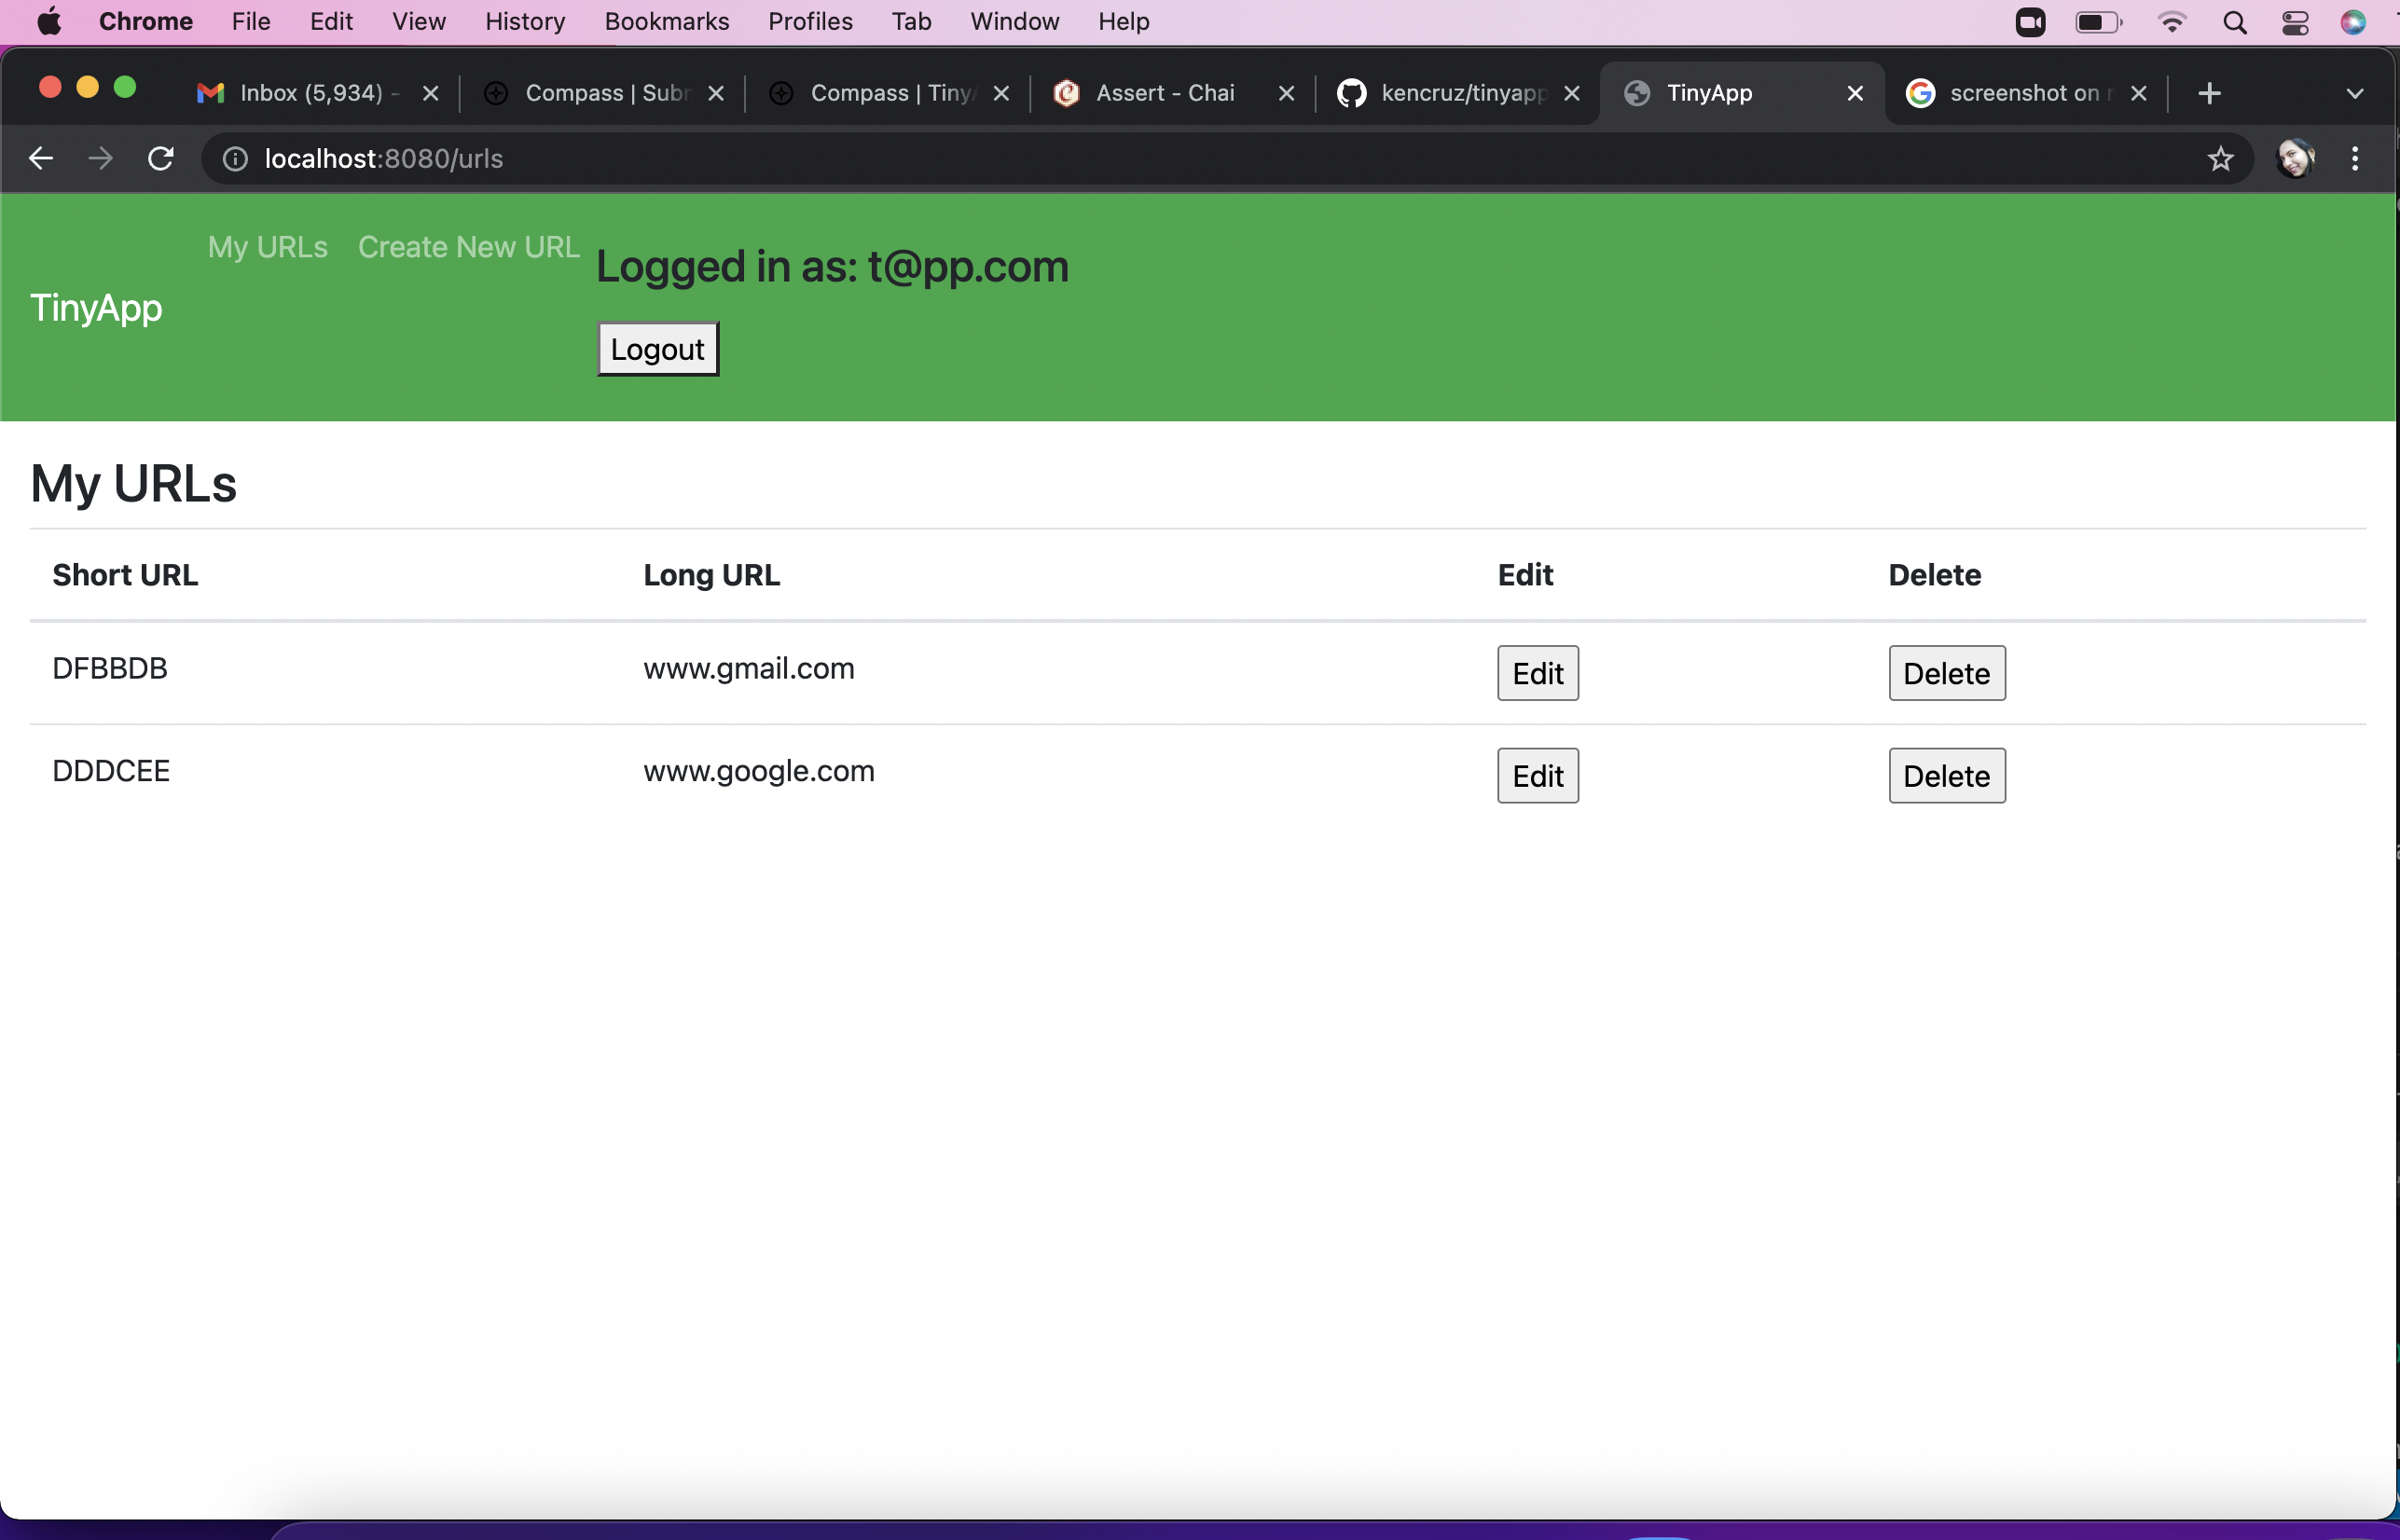 Chrome File Edit View History Bookmarks Profiles Tab Window Help
Inbox (5,934) - Compass | Subm Compass | Tiny Assert - Chai kencruz/tinyapp TinyApp screenshot on
localhost:8080/urls
My URLs Create New URL Logged in as: t@pp.com
TinyApp
Logout
My URLs
Short URL Long URL Edit Delete
DFBBDB www.gmail.com Edit Delete
DDDCEE www.google.com Edit Delete